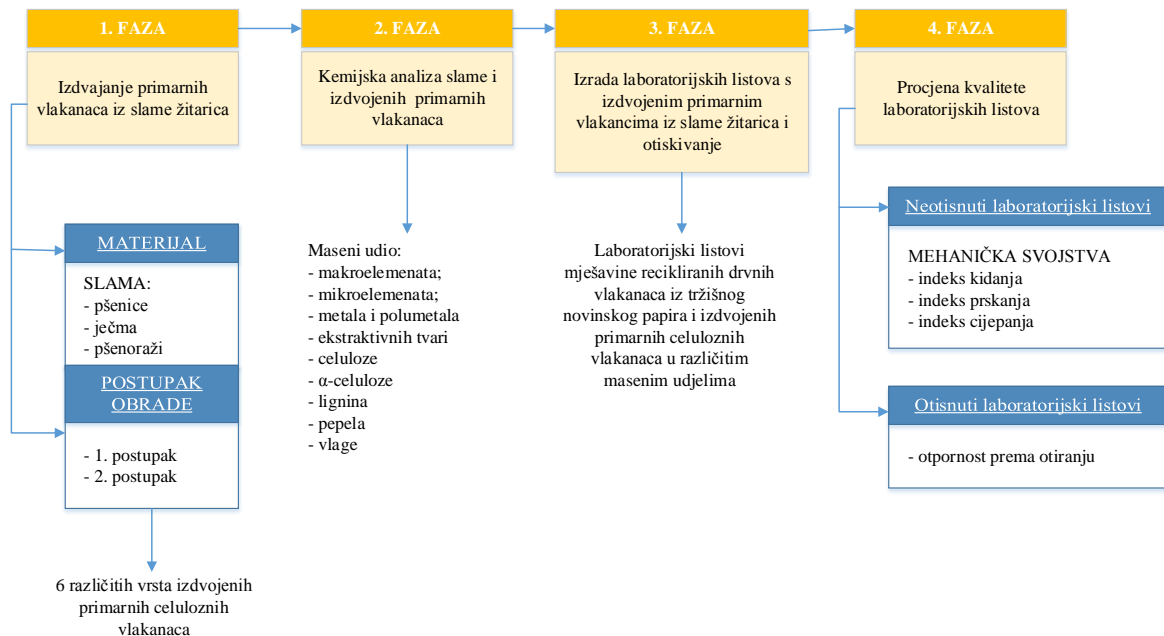 1. FAZA
Izdvajanje primarnih
vlakanaca iz slame žitarica
MATERIJAL
SLAMA:
- pšenice
- ječma
- pšenoraži
POSTUPAK
OBRADE
- 1. postupak
- 2. postupak
6 različitih vrsta izdvojenih
primarnih celuloznih
vlakanaca
2. FAZA
Kemijska analiza slame i
izdvojenih primarnih
vlakanaca
Maseni udio:
- makroelemenata;
- mikroelemenata;
- metala i polumetala
- ekstraktivnih tvari
- celuloze
- α-celuloze
- lignina
- pepela
- vlage
3. FAZA
Izrada laboratorijskih listova s
izdvojenim primarnim
vlakancima iz slame žitarica i
otiskivanje
Laboratorijski listovi
mješavine recikliranih drvnih
vlakanaca iz tržišnog
novinskog papira i izdvojenih
primarnih celuloznih
vlakanaca u različitim
masenim udjelima
4. FAZA
Procjena kvalitete
laboratorijskih listova
Neotisnuti laboratorijski listovi
MEHANIČKA SVOJSTVA
- indeks kidanja
- indeks prskanja
- indeks cijepanja
Otisnuti laboratorijski listovi
- otpornost prema otiranju